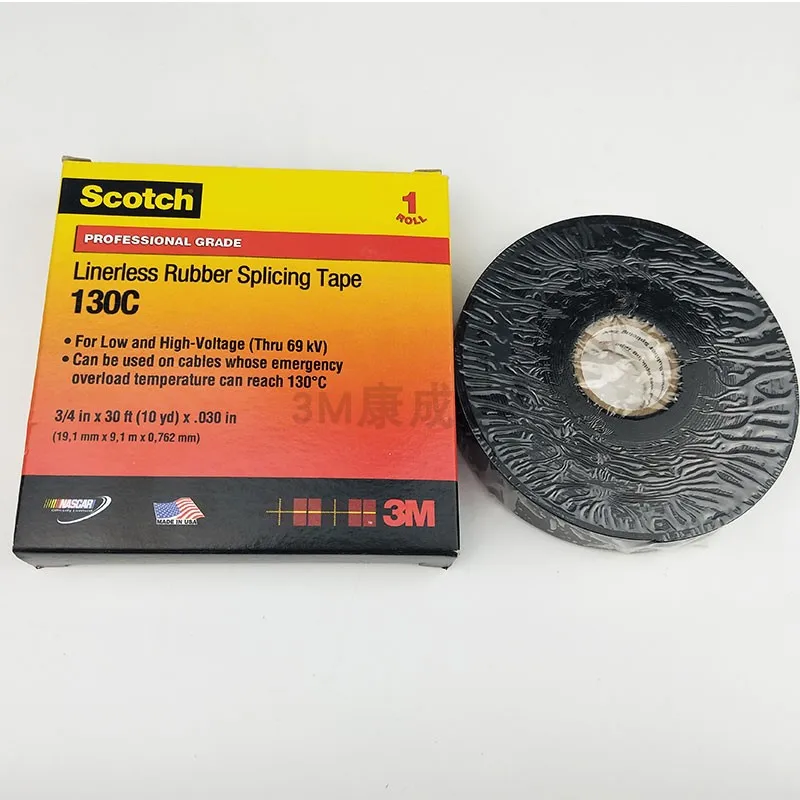 Scotch
1
ROLL
PROFESSIONAL GRADE
Linerless Rubber Splicing Tape
130C
• For Low and High-Voltage (Thru 69 kV)
• Can be used on cables whose emergency
overload temperature can reach 130°C
3M康成
3/4 in x 30 ft (10 yd) x .030 in
(19,1 mm x 9,1 m x 0,762 mm)
NASCAR
MADE IN USA
3M